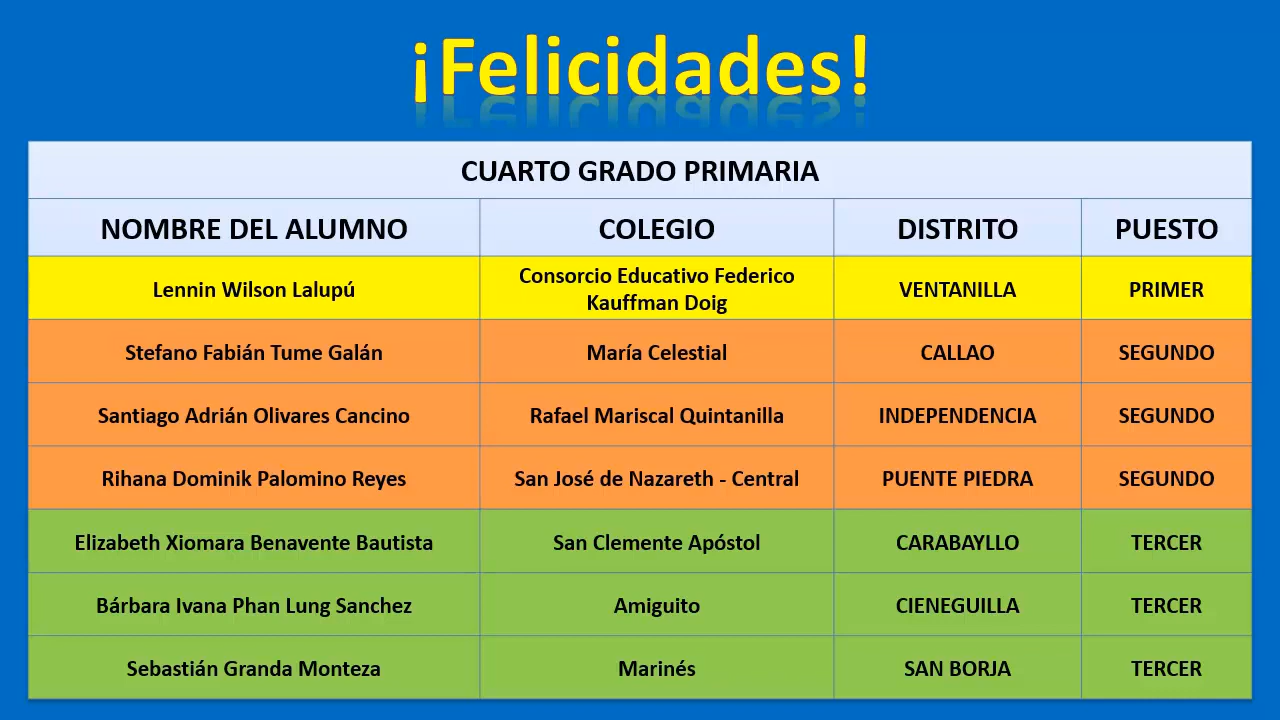 ¡Felicidades!
CUARTO GRADO PRIMARIA
NOMBRE DEL ALUMNO COLEGIO DISTRITO PUESTO
Lennin Wilson Lalupú Consorcio Educativo Federico Kauffman Doig VENTANILLA PRIMER
Stefano Fabián Tume Galán María Celestial CALLAO SEGUNDO
Santiago Adrián Olivares Cancino Rafael Mariscal Quintanilla INDEPENDENCIA SEGUNDO
Rihana Dominik Palomino Reyes San José de Nazareth - Central PUENTE PIEDRA SEGUNDO
Elizabeth Xiomara Benavente Bautista San Clemente Apóstol CARABAYLLO TERCER
Bárbara Ivana Phan Lung Sanchez Amiguito CIENEGUILLA TERCER
Sebastián Granda Monteza Marinés SAN BORJA TERCER